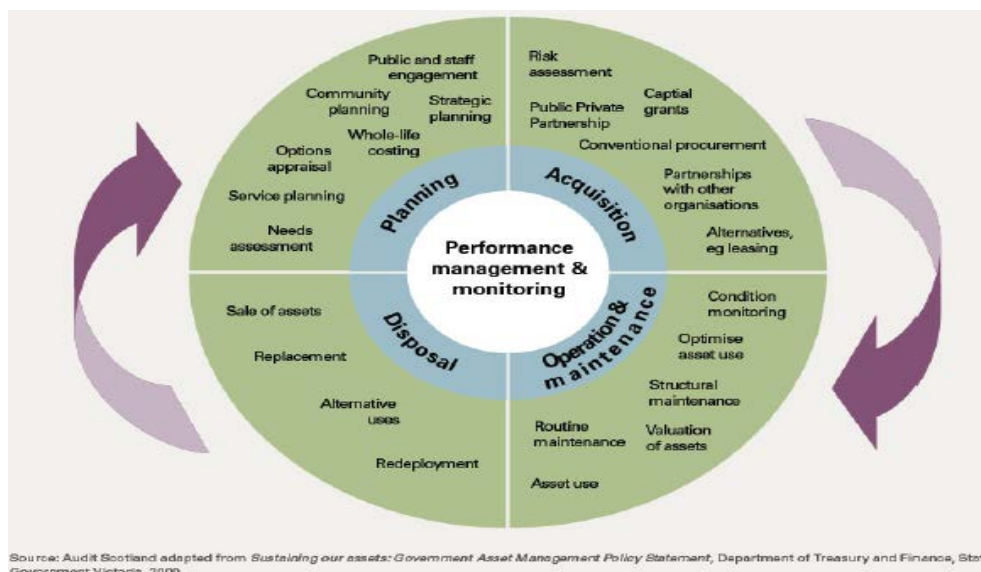 Public and staff
engagement
Community
planning
Strategic
planning
Whole-life
costing
Options
appraisal
Service planning
Needs
assessment
Planning
Risk
assessment
Captial
grants
Public Private
Partnership
Conventional procurement
Partnerships
with other
organisations
Alternatives,
eg leasing
Acquisition
Performance
management &
monitoring
Sale of assets
Replacement
Alternative
uses
Redeployment
Disposal
Operation &
maintenance
Condition
monitoring
Optimise
asset use
Structural
maintenance
Routine
maintenance
Valuation
of assets
Asset use
Source: Audit Scotland adapted from Sustaining our assets: Government Asset Management Policy Statement, Department of Treasury and Finance,
Government Victoria, 2009